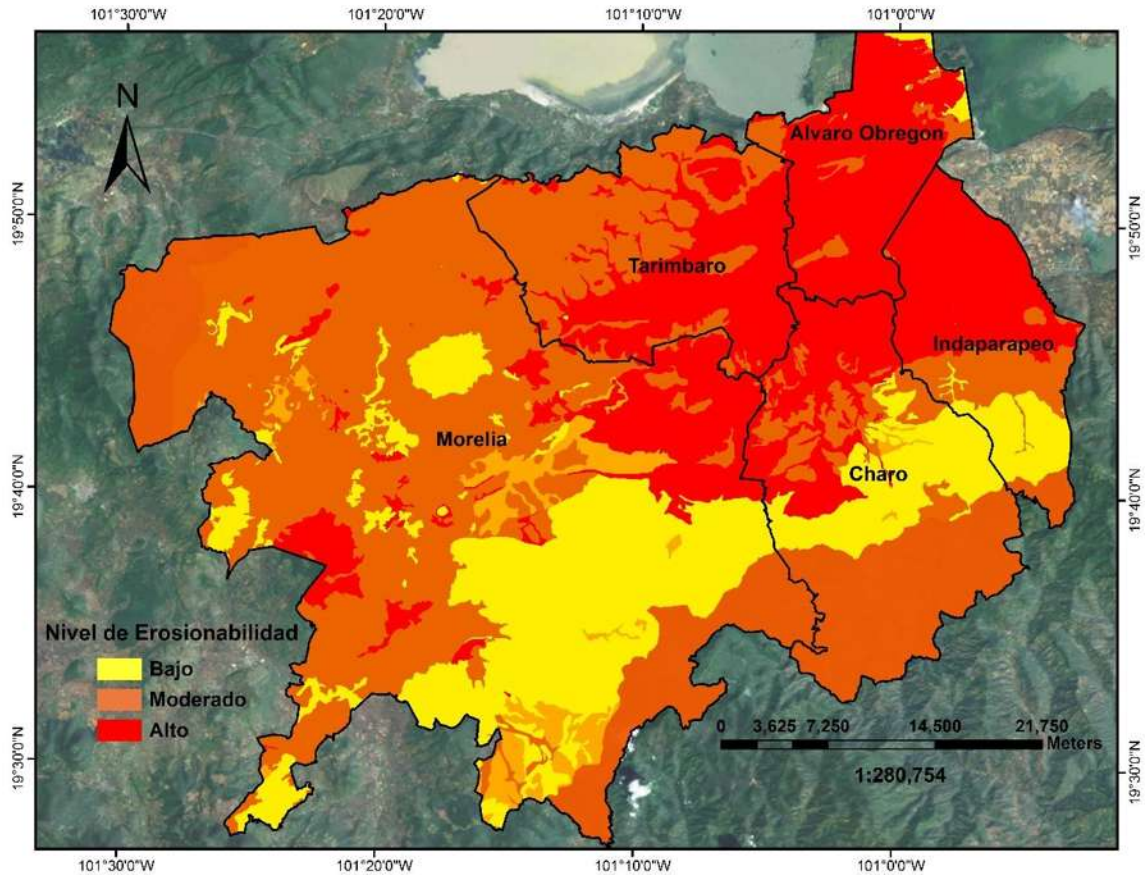 101°30'0"W
101°20'0"W
101°10'0"W
101°0'0"W
N
Alvaro Obregon
19°50'0"N
19°50'0"N
Tarimbaro
Indaparapeo
Morelia
Charo
19°40'0"N
19°40'0"N
Nivel de Erosionabilidad
Bajo
Moderado
Alto
0 3,625 7,250 14,500 21,750
Meters
1:280,754
19°30'0"N
19°30'0"N
101°30'0"W
101°20'0"W
101°10'0"W
101°0'0"W